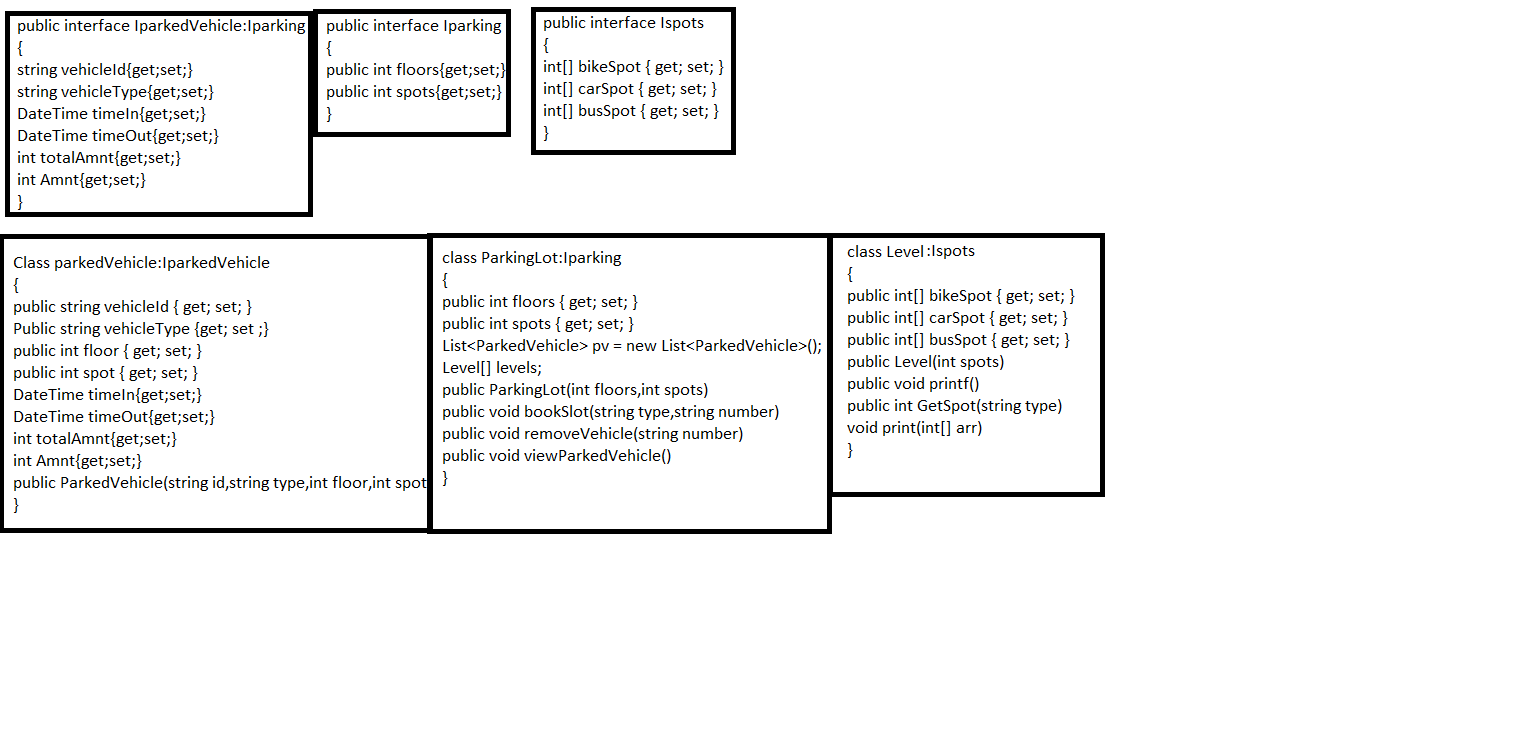 public interface IparkedVehicle:Iparking
{
string vehicleId{get;set;}
string vehicleType{get;set;}
DateTime timeIn{get;set;}
DateTime timeOut{get;set;}
int totalAmnt{get;set;}
int Amnt{get;set;}
}
public interface Iparking
{
public int floors{get;set;}
public int spots{get;set;}
}
public interface Ispots
{
int[] bikeSpot { get; set; }
int[] carSpot { get; set; }
int[] busSpot { get; set; }
}
Class parkedVehicle:IparkedVehicle
{
public string vehicleId { get; set; }
Public string vehicleType {get; set ;}
public int floor { get; set; }
public int spot { get; set; }
DateTime timeIn{get;set;}
DateTime timeOut{get;set;}
int totalAmnt{get;set;}
int Amnt{get;set;}
public ParkedVehicle(string id,string type,int floor,int spot
}
class ParkingLot:Iparking
{
public int floors { get; set; }
public int spots { get; set; }
List<ParkedVehicle> pv = new List<ParkedVehicle>();
Level[] levels;
public ParkingLot(int floors,int spots)
public void bookSlot(string type,string number)
public void removeVehicle(string number)
public void viewParkedVehicle()
}
class Level:Ispots
{
public int[] bikeSpot { get; set; }
public int[] carSpot { get; set; }
public int[] busSpot { get; set; }
public Level(int spots)
public void printf()
public int GetSpot(string type)
void print(int[] arr)
}